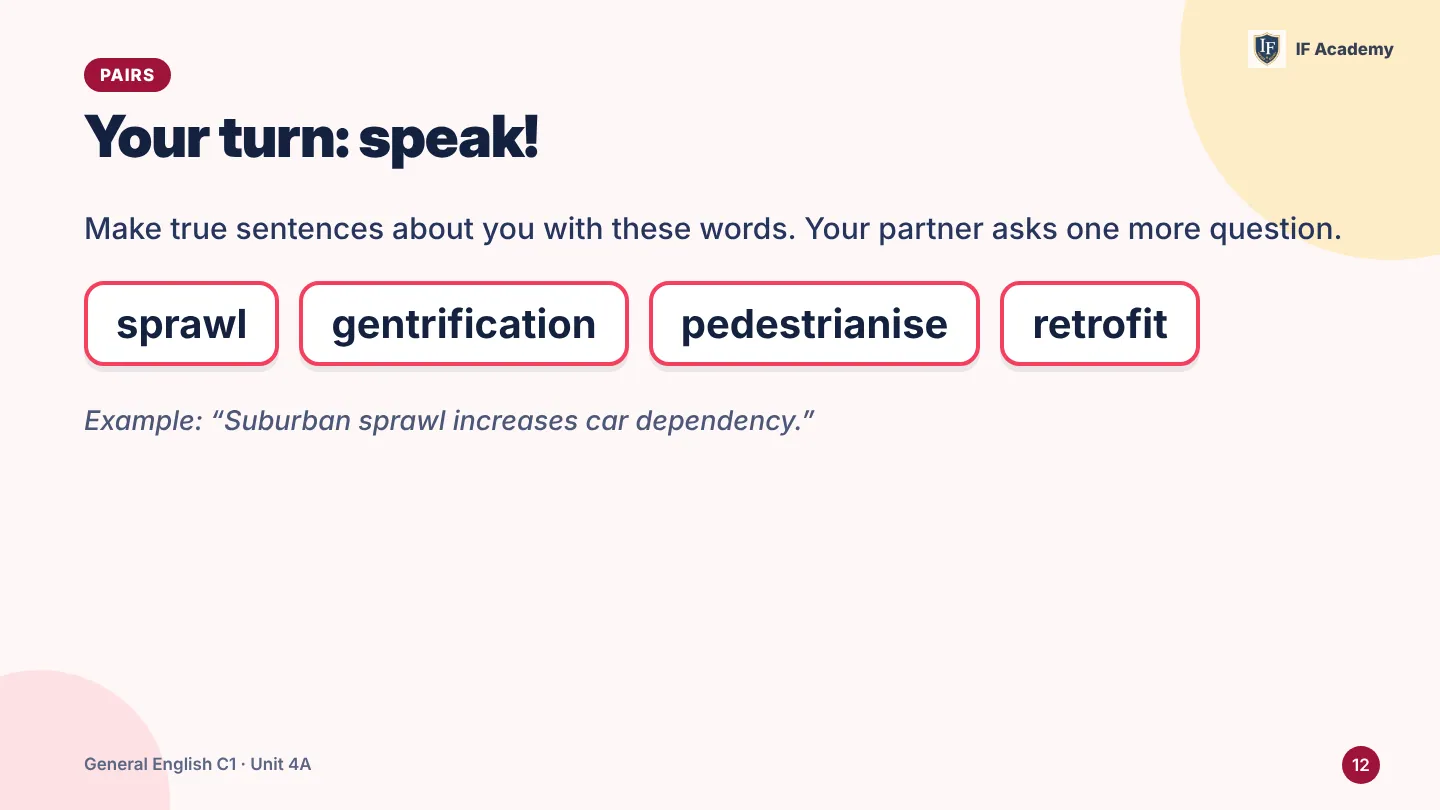 IF
IF Academy
PAIRS
Your turn: speak!
Make true sentences about you with these words. Your partner asks one more question.
sprawl
gentrification
pedestrianise
retrofit
Example: “Suburban sprawl increases car dependency.”
General English C1 · Unit 4A
12